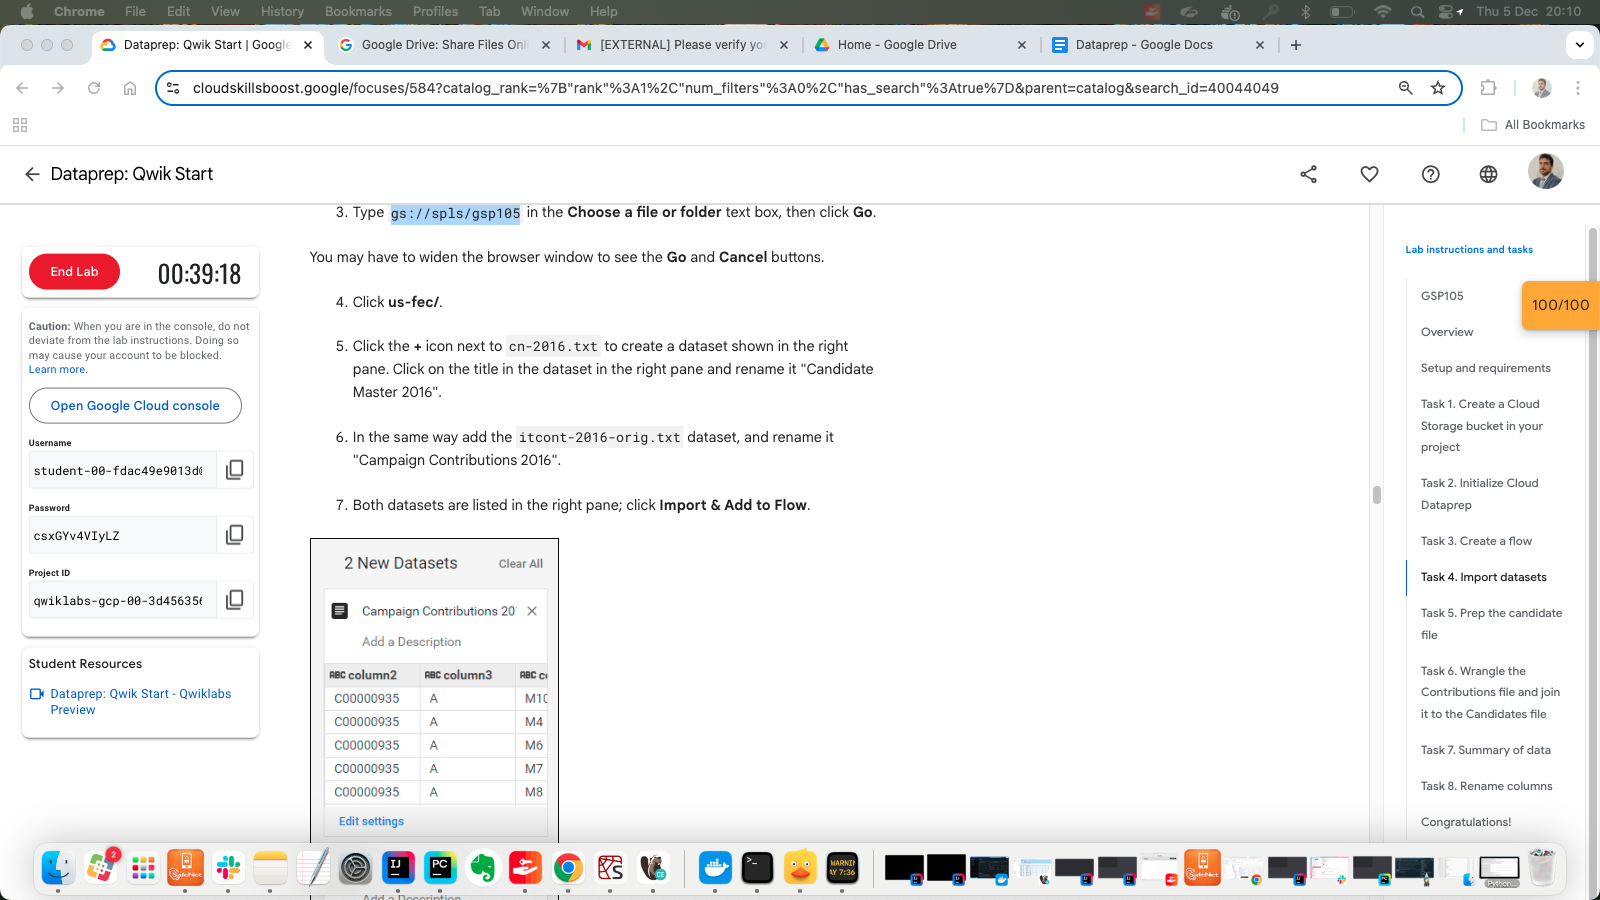 Chrome File Edit View History Bookmarks Profiles Tab Window Help Thu 5 Dec 20:10
Dataprep: Qwik Start | Google
Google Drive: Share Files Onl
[EXTERNAL] Please verify you
Home - Google Drive
Dataprep - Google Docs
cloudskillsboost.google/focuses/584?catalog_rank=%7B"rank"%3A1%2C"num_filters"%3A0%2C"has_search"%3Atrue%7D&parent=catalog&search_id=40044049
All Bookmarks
Dataprep: Qwik Start
End Lab
00:39:18
Caution: When you are in the console, do not
deviate from the lab instructions. Doing so
may cause your account to be blocked.
Learn more.
Open Google Cloud console
Username
student-00-fdac49e9013d
Password
csxGYv4VIyLZ
Project ID
qwiklabs-gcp-00-3d456356
Student Resources
Dataprep: Qwik Start - Qwiklabs
Preview
3. Type gs://spls/gsp105 in the Choose a file or folder text box, then click Go.
You may have to widen the browser window to see the Go and Cancel buttons.
4. Click us-fec/.
5. Click the + icon next to cn-2016.txt to create a dataset shown in the right
pane. Click on the title in the dataset in the right pane and rename it "Candidate
Master 2016".
6. In the same way add the itcont-2016-orig.txt dataset, and rename it
"Campaign Contributions 2016".
7. Both datasets are listed in the right pane; click Import & Add to Flow.
2 New Datasets Clear All
Campaign Contributions 20
Add a Description
ABC column2 ABC column3 ABC c
C00000935 A M10
C00000935 A M4
C00000935 A M6
C00000935 A M7
C00000935 A M8
Edit settings
Add a Description
Lab instructions and tasks
GSP105
100/100
Overview
Setup and requirements
Task 1. Create a Cloud
Storage bucket in your
project
Task 2. Initialize Cloud
Dataprep
Task 3. Create a flow
Task 4. Import datasets
Task 5. Prep the candidate
file
Task 6. Wrangle the
Contributions file and join
it to the Candidates file
Task 7. Summary of data
Task 8. Rename columns
Congratulations!